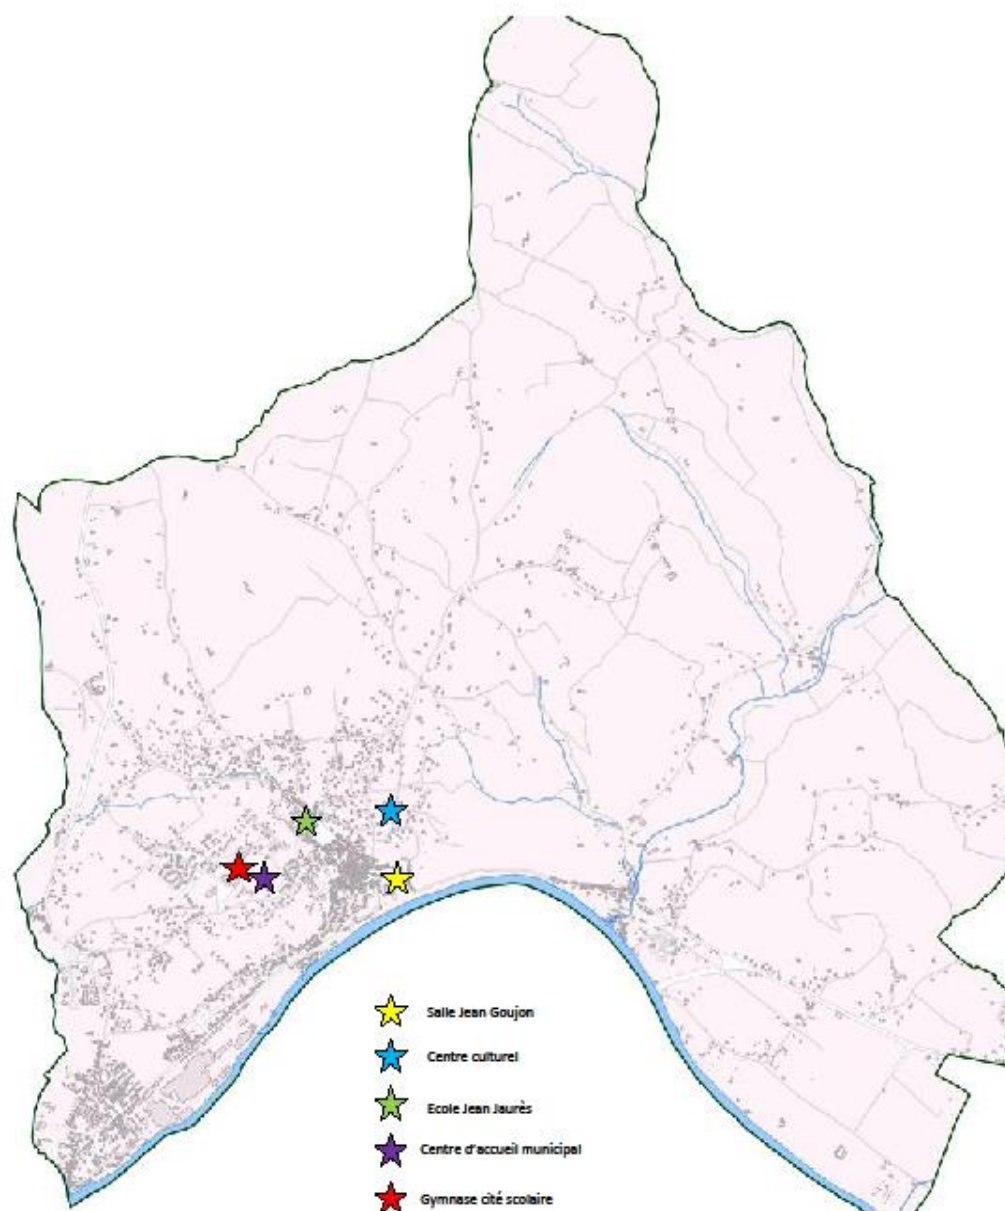 Salle Jean Goujon
Centre culturel
Ecole Jean Jaurès
Centre d'accueil municipal
Gymnase cité scolaire